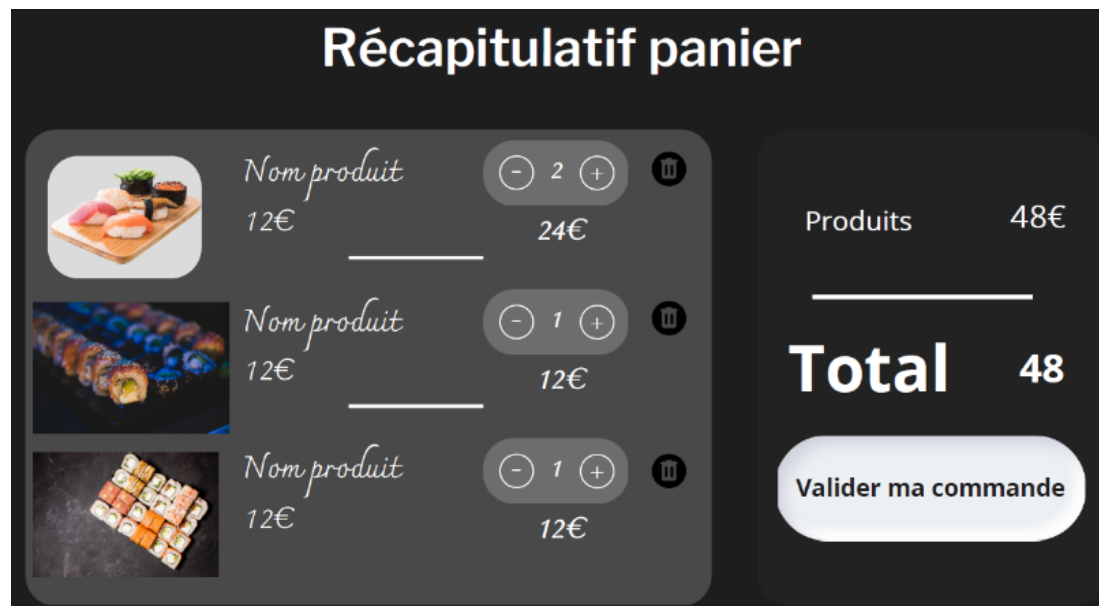 Récapitulatif panier
Nom produit
- 2 +
12€
24€
Nom produit
- 1 +
12€
12€
Nom produit
- 1 +
12€
12€
Produits 48€
Total 48
Valider ma commande